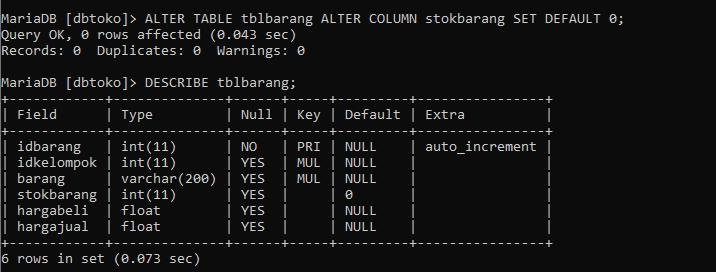 MariaDB [dbtoko]> ALTER TABLE tblbarang ALTER COLUMN stokbarang SET DEFAULT 0;
Query OK, 0 rows affected (0.043 sec)
Records: 0  Duplicates: 0  Warnings: 0

MariaDB [dbtoko]> DESCRIBE tblbarang;
+------------+--------------+------+-----+---------+----------------+
| Field      | Type         | Null | Key | Default | Extra          |
+------------+--------------+------+-----+---------+----------------+
| idbarang   | int(11)      | NO   | PRI | NULL    | auto_increment |
| idkelompok | int(11)      | YES  | MUL | NULL    |                |
| barang     | varchar(200) | YES  | MUL | NULL    |                |
| stokbarang | int(11)      | YES  |     | 0       |                |
| hargabeli  | float        | YES  |     | NULL    |                |
| hargajual  | float        | YES  |     | NULL    |                |
+------------+--------------+------+-----+---------+----------------+
6 rows in set (0.073 sec)